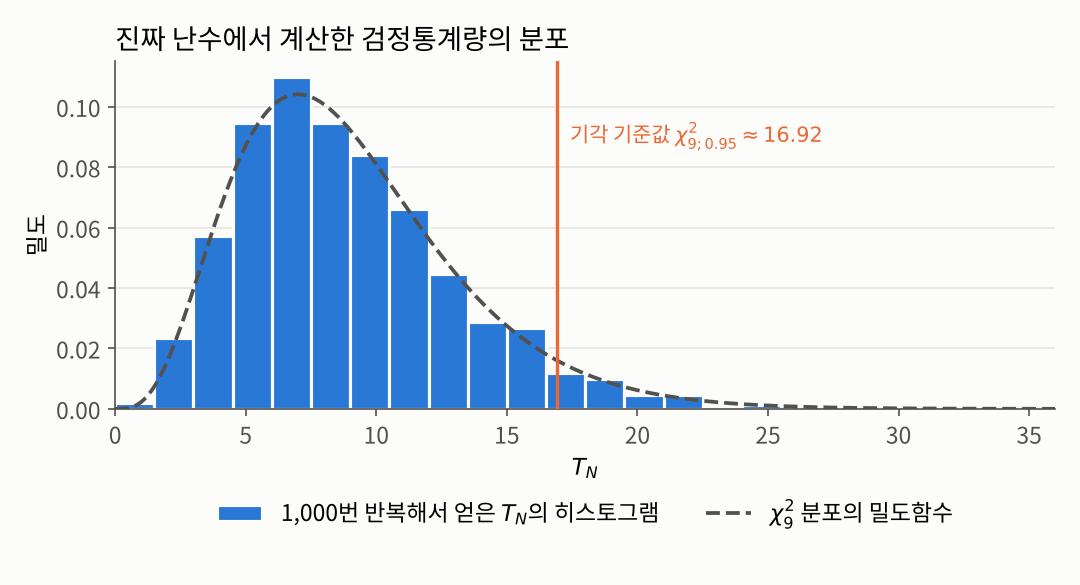 진짜 난수에서 계산한 검정통계량의 분포
밀도
0.10
0.08
0.06
0.04
0.02
0.00
기각 기준값 χ²₉; ₀.₉₅ ≈ 16.92
0 5 10 15 20 25 30 35
T_N
1,000번 반복해서 얻은 T_N의 히스토그램
χ²₉ 분포의 밀도함수